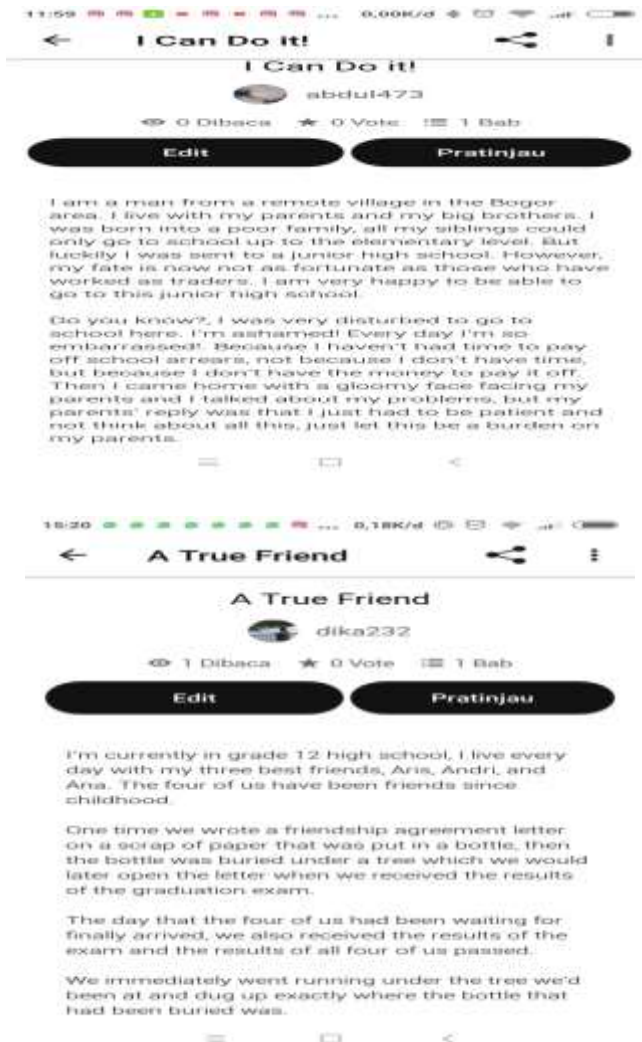 11:59 ... 0,00K/d
I Can Do it!
I Can Do it!
abdul473
0 Dibaca ★ 0 Vote 1 Bab
Edit Pratinjau
I am a man from a remote village in the Bogor
area. I live with my parents and my big brothers. I
was born into a poor family, all my siblings could
only go to school up to the elementary level. But
luckily I was sent to a junior high school. However,
my fate is now not as fortunate as those who have
worked as traders. I am very happy to be able to
go to this junior high school.
Do you know?, I was very disturbed to go to
school here. I'm ashamed! Every day I'm so
embarrassed!. Because I haven't had time to pay
off school arrears, not because I don't have time,
but because I don't have the money to pay it off.
Then I came home with a gloomy face facing my
parents and I talked about my problems, but my
parents' reply was that I just had to be patient and
not think about all this, just let this be a burden on
my parents.
15:20 ... 0,18K/d
A True Friend
A True Friend
dika232
1 Dibaca ★ 0 Vote 1 Bab
Edit Pratinjau
I'm currently in grade 12 high school, I live every
day with my three best friends, Aris, Andri, and
Ana. The four of us have been friends since
childhood.
One time we wrote a friendship agreement letter
on a scrap of paper that was put in a bottle, then
the bottle was buried under a tree which we would
later open the letter when we received the results
of the graduation exam.
The day that the four of us had been waiting for
finally arrived, we also received the results of the
exam and the results of all four of us passed.
We immediately went running under the tree we'd
been at and dug up exactly where the bottle that
had been buried was.